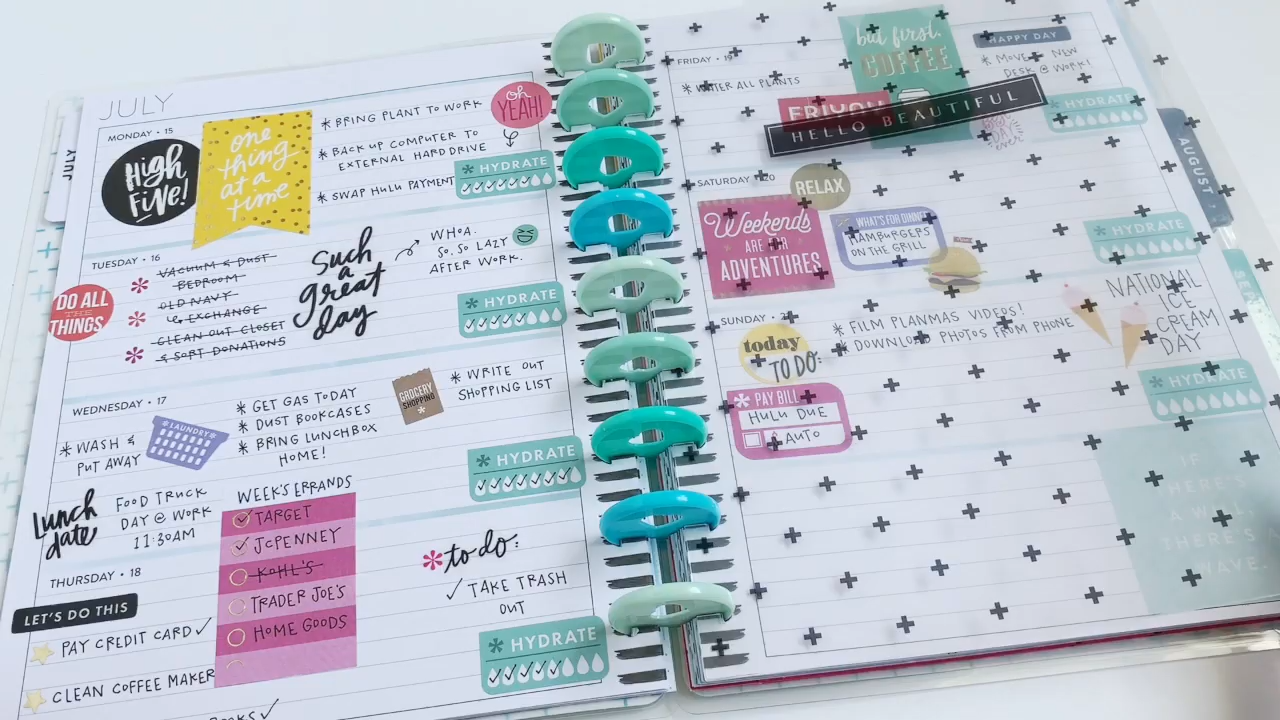 JULY
JULY
MONDAY • 15
High
FIVE!
one
thing
at a
time
* BRING PLANT TO WORK
oh
YEAH!
* BACK UP COMPUTER TO
EXTERNAL HARD DRIVE
* SWAP HULU PAYMENT
* HYDRATE
TUESDAY • 16
DO ALL
THE
THINGS
* VACUUM & DUST
BEDROOM
* OLD NAVY
EXCHANGE
* CLEAN OUT CLOSET
& SORT DONATIONS
Such
a
great
day
WHOA.
SO, SO LAZY
AFTER WORK.
* HYDRATE
WEDNESDAY • 17
* WASH &
PUT AWAY
*LAUNDRY*
* GET GAS TODAY
* DUST BOOKCASES
* BRING LUNCHBOX
HOME!
GROCERY
SHOPPING
*
* WRITE OUT
SHOPPING LIST
* HYDRATE
Lunch
date
FOOD TRUCK
DAY @ WORK
11:30AM
THURSDAY • 18
LET'S DO THIS
PAY CREDIT CARD ✓
CLEAN COFFEE MAKER
BOOKS ✓
WEEK'S ERRANDS
✓ TARGET
✓ JCPENNEY
KOHL'S
TRADER JOE'S
HOME GOODS
* to do:
✓ TAKE TRASH
OUT
* HYDRATE
FRIDAY • 19
* WATER ALL PLANTS
but first,
COFFEE
HELLO BEAUTIFUL
HAPPY DAY
* MOVE NEW
DESK @ WORK!
* HYDRATE
AUGUST
SATURDAY • 20
RELAX
Weekends
ARE FOR
ADVENTURES
* WHAT'S FOR DINNER
HAMBURGERS
ON THE GRILL
* HYDRATE
SUNDAY •
today
TO DO:
* FILM PLANMAS VIDEOS!
* DOWNLOAD PHOTOS FROM PHONE
NATIONAL
ICE
CREAM
DAY
* PAY BILL
HULU DUE
AUTO
* HYDRATE
IF
HERE'S
A WILL,
THERE'S
WAVE.